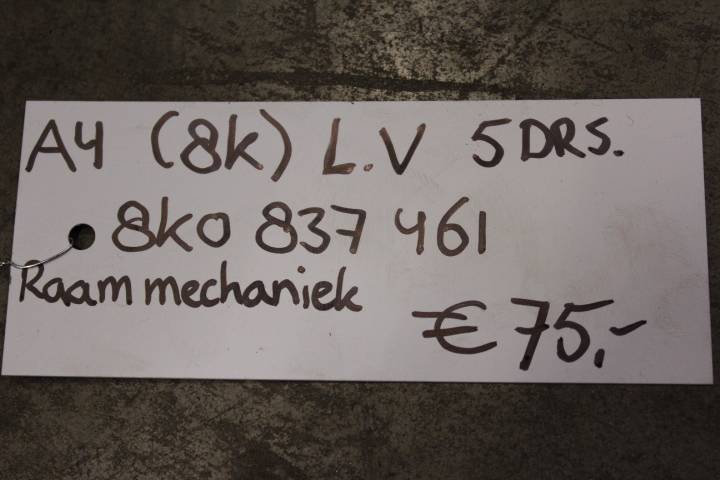 A4 (8k) L.V 5 DRS.
8k0 837 461
Raam mechaniek
€ 75,-